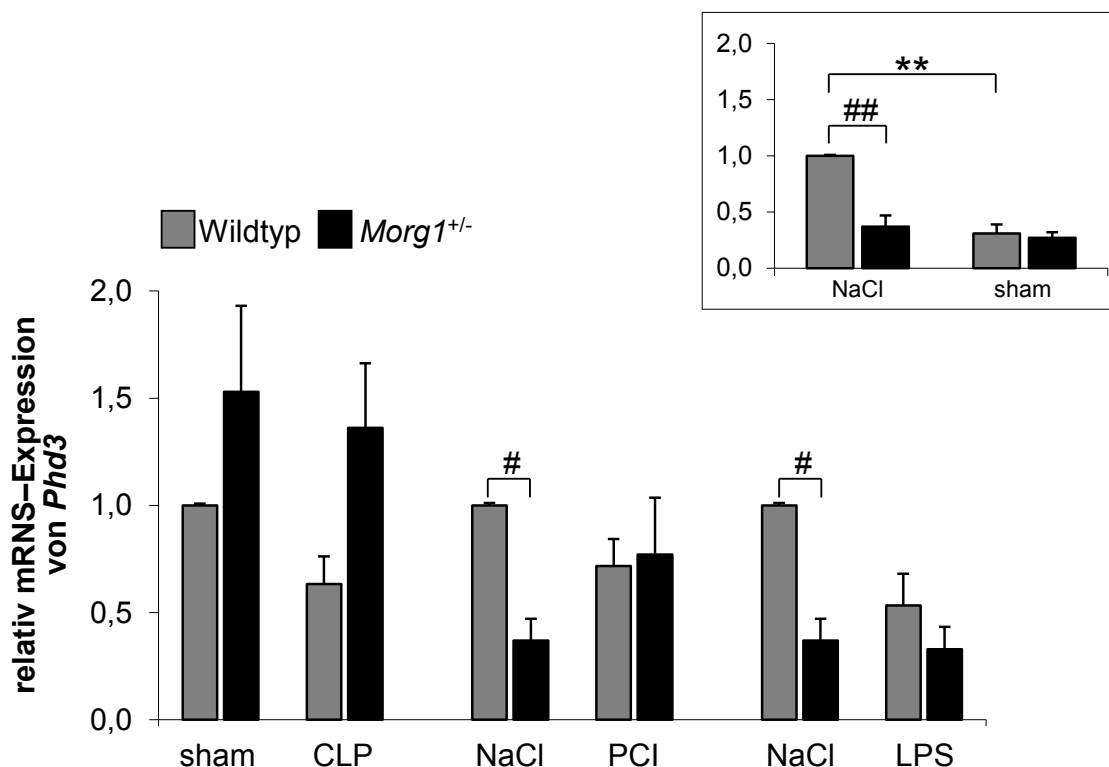 2,0
1,5
1,0
0,5
0,0
**
##
NaCl sham
Wildtyp Morg1+/-
relativ mRNS–Expression
von Phd3
2,0
1,5
1,0
0,5
0,0
# #
sham CLP NaCl PCI NaCl LPS